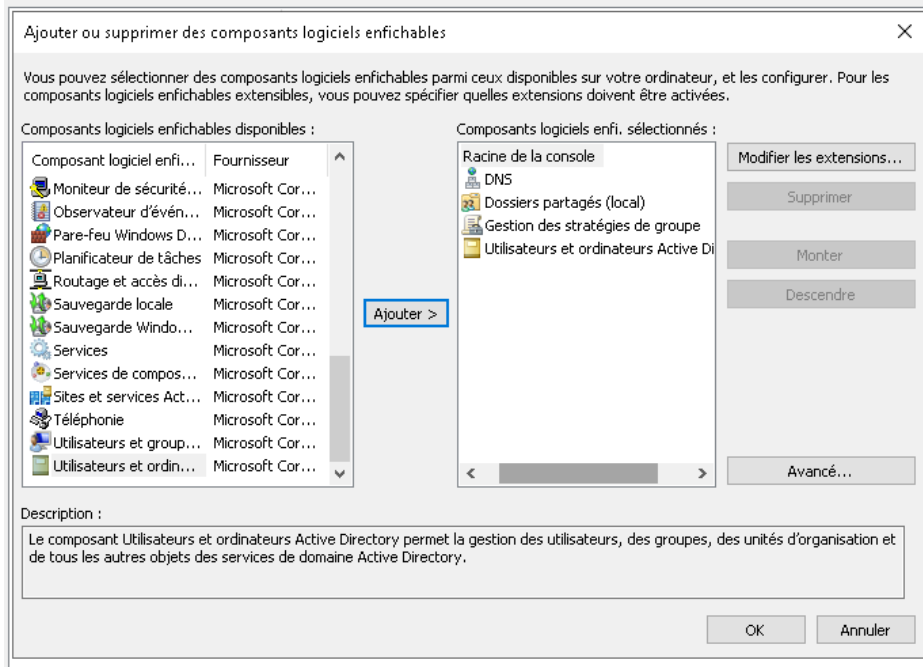 Ajouter ou supprimer des composants logiciels enfichables
Vous pouvez sélectionner des composants logiciels enfichables parmi ceux disponibles sur votre ordinateur, et les configurer. Pour les
composants logiciels enfichables extensibles, vous pouvez spécifier quelles extensions doivent être activées.
Composants logiciels enfichables disponibles :
Composant logiciel enfi... Fournisseur
Moniteur de sécurité... Microsoft Cor...
Observateur d'évén... Microsoft Cor...
Pare-feu Windows D... Microsoft Cor...
Planificateur de tâches Microsoft Cor...
Routage et accès di... Microsoft Cor...
Sauvegarde locale Microsoft Cor...
Sauvegarde Windo... Microsoft Cor...
Services Microsoft Cor...
Services de compos... Microsoft Cor...
Sites et services Act... Microsoft Cor...
Téléphonie Microsoft Cor...
Utilisateurs et group... Microsoft Cor...
Utilisateurs et ordin... Microsoft Cor...
Ajouter >
Composants logiciels enfi. sélectionnés :
Racine de la console
DNS
Dossiers partagés (local)
Gestion des stratégies de groupe
Utilisateurs et ordinateurs Active Di
Modifier les extensions...
Supprimer
Monter
Descendre
Avancé...
Description :
Le composant Utilisateurs et ordinateurs Active Directory permet la gestion des utilisateurs, des groupes, des unités d'organisation et
de tous les autres objets des services de domaine Active Directory.
OK
Annuler